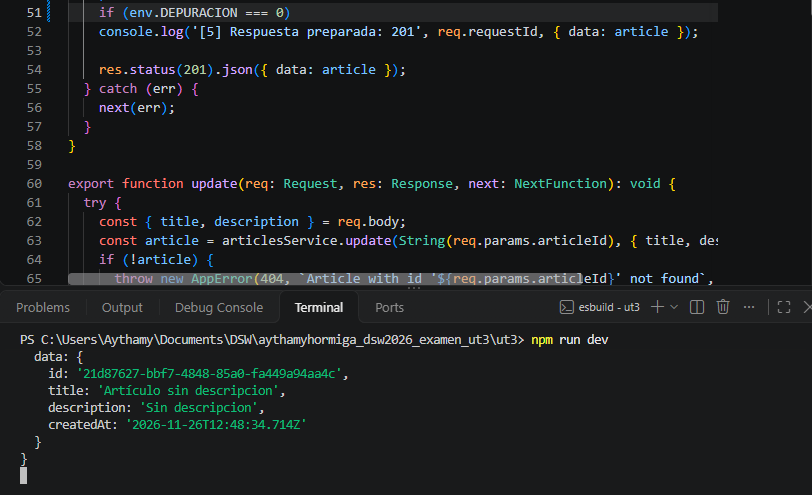 51 if (env.DEPURACION === 0)
52 console.log('[5] Respuesta preparada: 201', req.requestId, { data: article });
53
54 res.status(201).json({ data: article });
55 } catch (err) {
56 next(err);
57 }
58 }
59
60 export function update(req: Request, res: Response, next: NextFunction): void {
61 try {
62 const { title, description } = req.body;
63 const article = articlesService.update(String(req.params.articleId), { title, des
64 if (!article) {
65 throw new AppError(404, `Article with id '${req.params.articleId}' not found`,
Problems Output Debug Console Terminal Ports esbuild - ut3
PS C:\Users\Aythamy\Documents\DSW\aythamyhormiga_dsw2026_examen_ut3\ut3> npm run dev
data: {
id: '21d87627-bbf7-4848-85a0-fa449a94aa4c',
title: 'Artículo sin descripcion',
description: 'Sin descripcion',
createdAt: '2026-11-26T12:48:34.714Z'
}
}